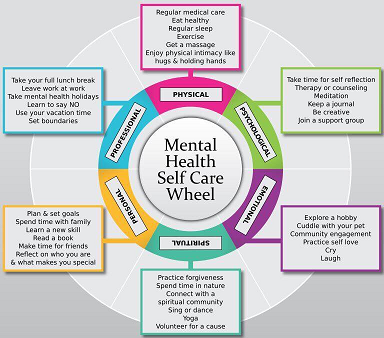 Regular medical care
Eat healthy
Regular sleep
Exercise
Get a massage
Enjoy physical intimacy like
hugs & holding hands
Take your full lunch break
Leave work at work
Take mental health holidays
Learn to say NO
Use your vacation time
Set boundaries
Take time for self reflection
Therapy or counseling
Meditation
Keep a journal
Be creative
Join a support group
PHYSICAL
PROFESSIONAL
PSYCHOLOGICAL
Mental
Health
Self Care
Wheel
PERSONAL
EMOTIONAL
SPIRITUAL
Plan & set goals
Spend time with family
Learn a new skill
Read a book
Make time for friends
Reflect on who you are
& what makes you special
Explore a hobby
Cuddle with your pet
Community engagement
Practice self love
Cry
Laugh
Practice forgiveness
Spend time in nature
Connect with a
spiritual community
Sing or dance
Yoga
Volunteer for a cause